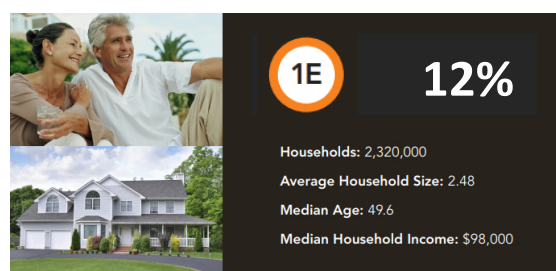 1E
12%
Households: 2,320,000
Average Household Size: 2.48
Median Age: 49.6
Median Household Income: $98,000